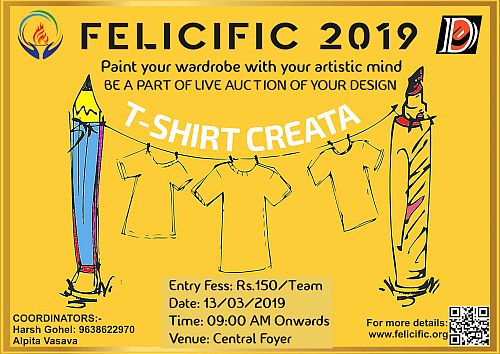 FELICIFIC 2019
Paint your wardrobe with your artistic mind
BE A PART OF LIVE AUCTION OF YOUR DESIGN
T-SHIRT CREATA
Entry Fess: Rs.150/Team
Date: 13/03/2019
Time: 09:00 AM Onwards
Venue: Central Foyer
COORDINATORS:-
Harsh Gohel: 9638622970
Alpita Vasava
For more details:
www.felicific.org